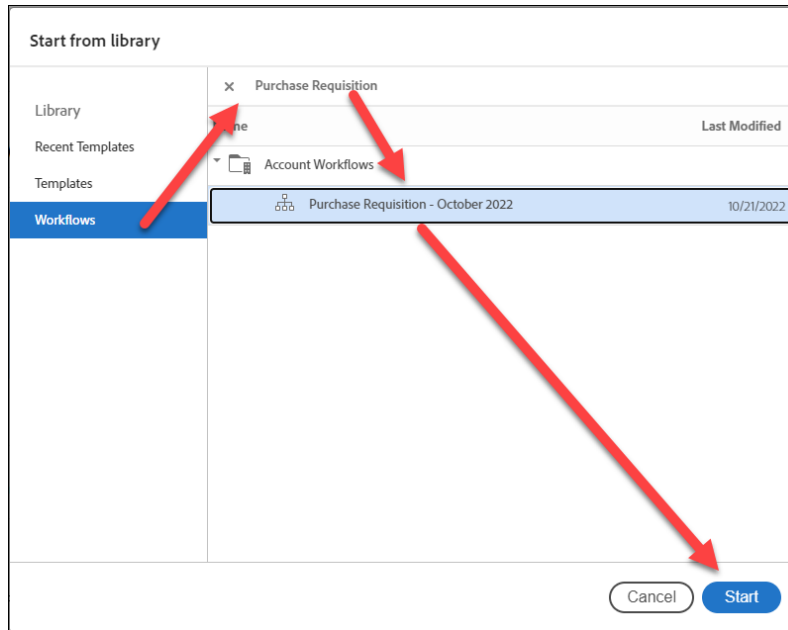 Start from library
Purchase Requisition
Library
me
Last Modified
Recent Templates
Account Workflows
Templates
Purchase Requisition - October 2022
10/21/2022
Workflows
Cancel
Start